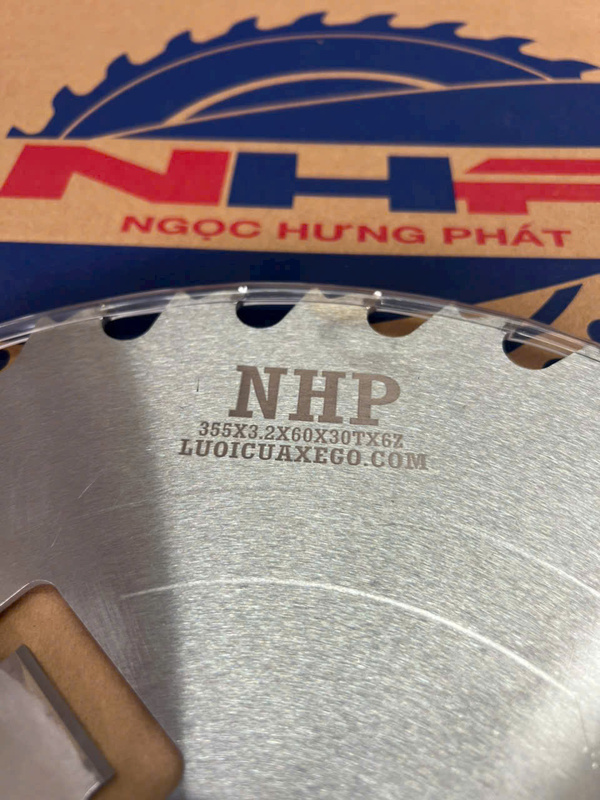 NHP
NGỌC HƯNG PHÁT
NHP
355X3.2X60X30TX6Z
LUOICUAXEGO.COM